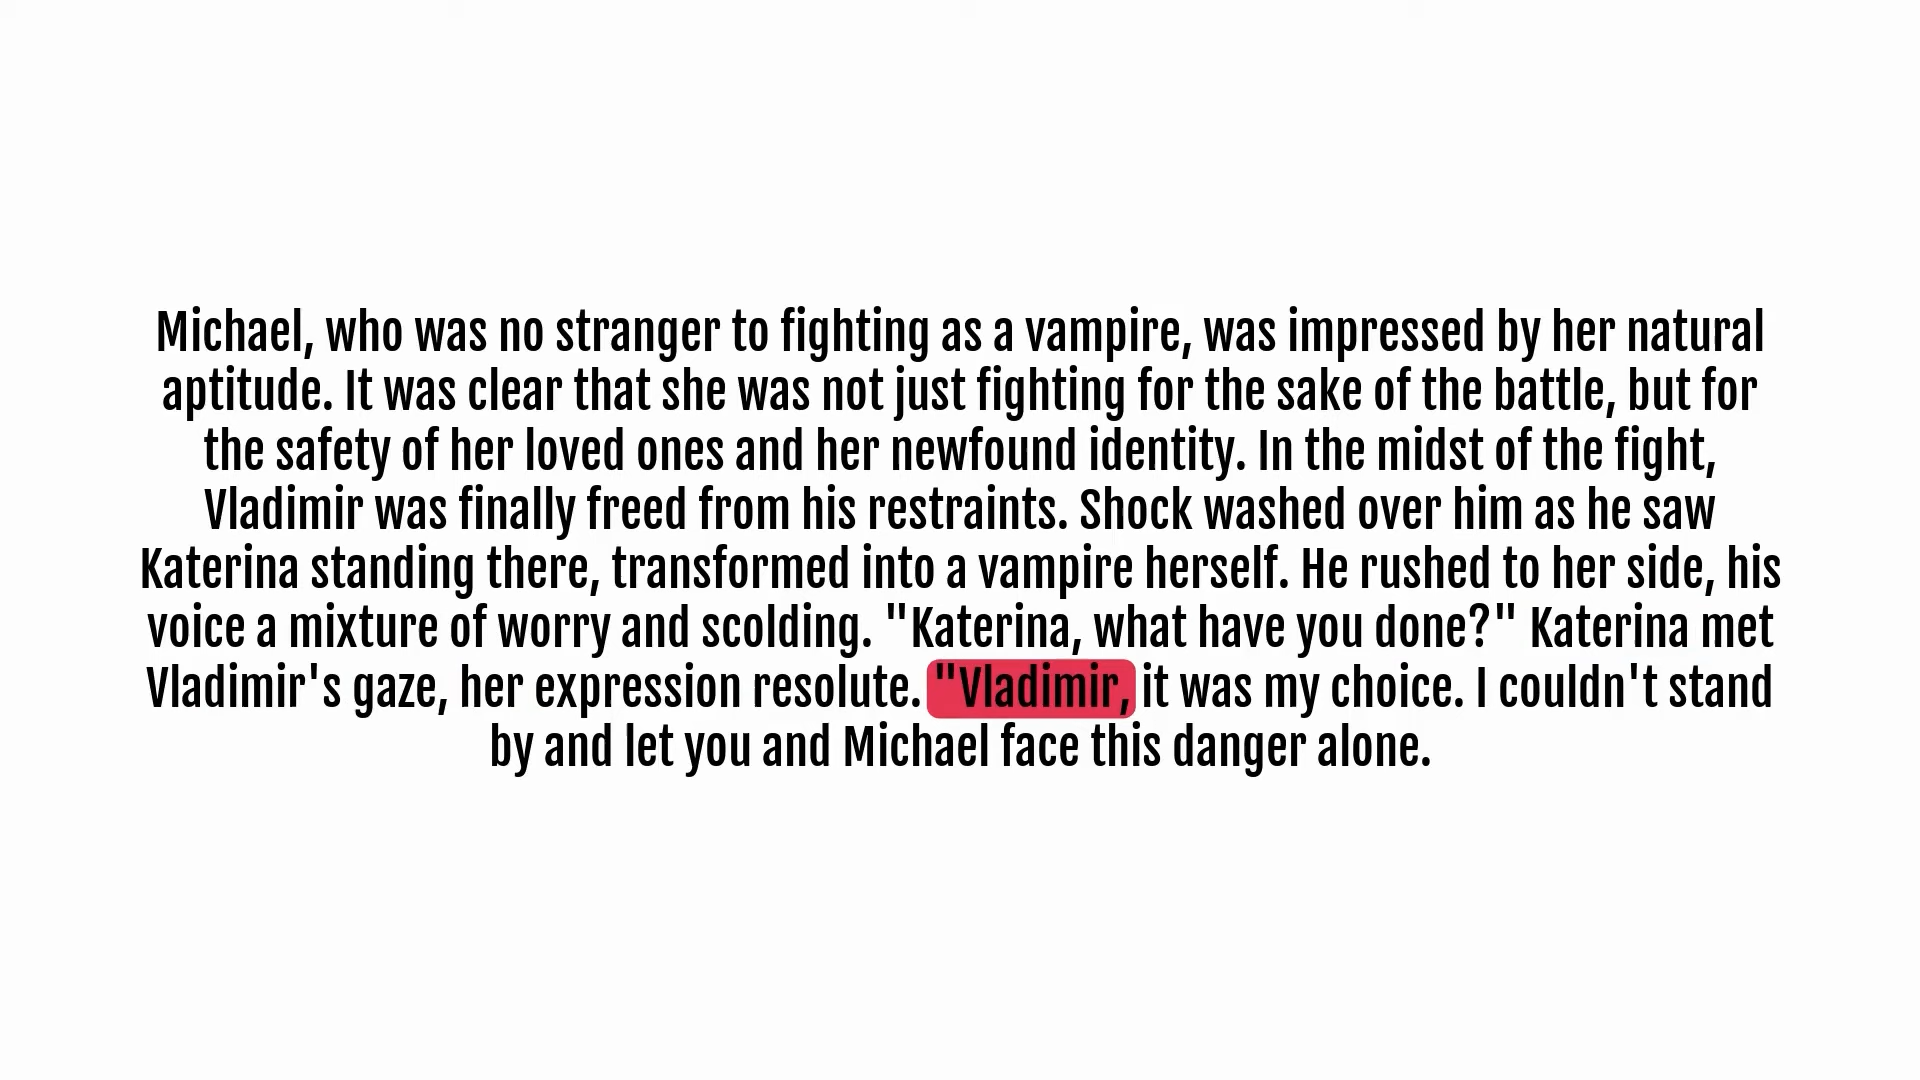 Michael, who was no stranger to fighting as a vampire, was impressed by her natural
aptitude. It was clear that she was not just fighting for the sake of the battle, but for
the safety of her loved ones and her newfound identity. In the midst of the fight,
Vladimir was finally freed from his restraints. Shock washed over him as he saw
Katerina standing there, transformed into a vampire herself. He rushed to her side, his
voice a mixture of worry and scolding. "Katerina, what have you done?" Katerina met
Vladimir's gaze, her expression resolute. "Vladimir, it was my choice. I couldn't stand
by and let you and Michael face this danger alone.